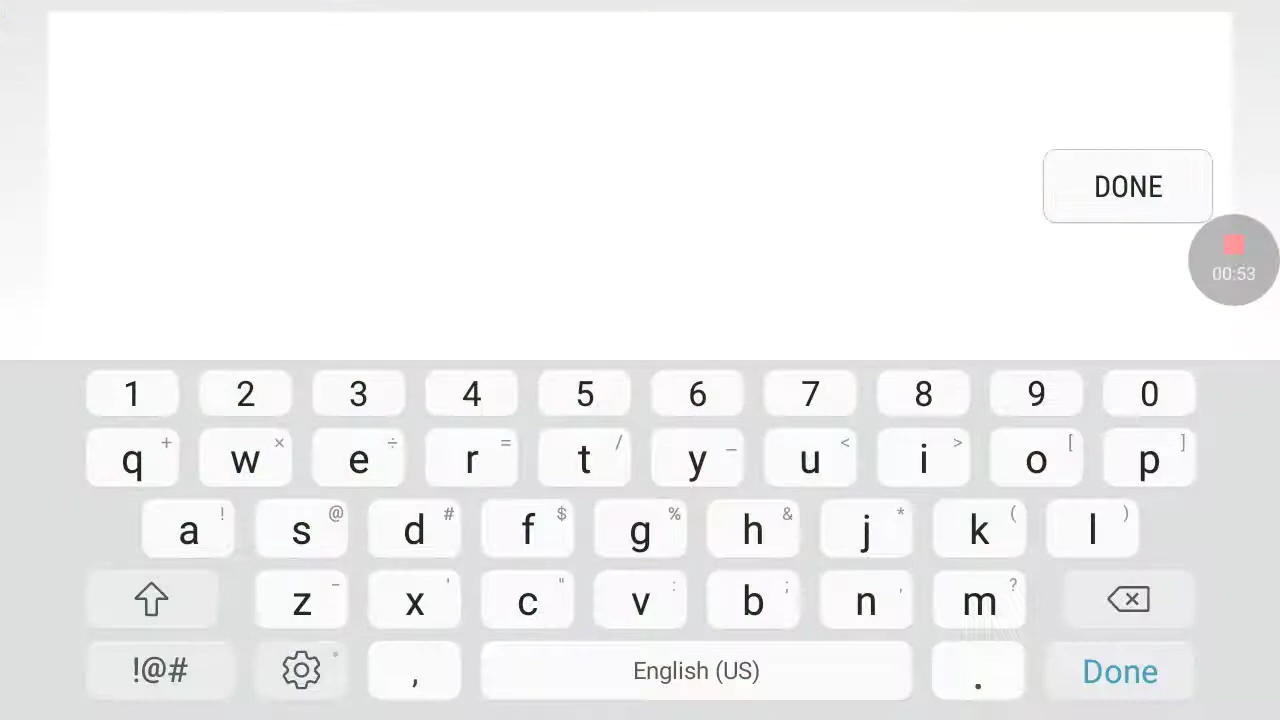 DONE
00:53
1 2 3 4 5 6 7 8 9 0
q + w × e ÷ r = t / y _ u < i > o [ p ]
a ! s @ d # f $ g % h & j * k ( l )
z - x ' c " v : b ; n , m ?
!@# , English (US) . Done